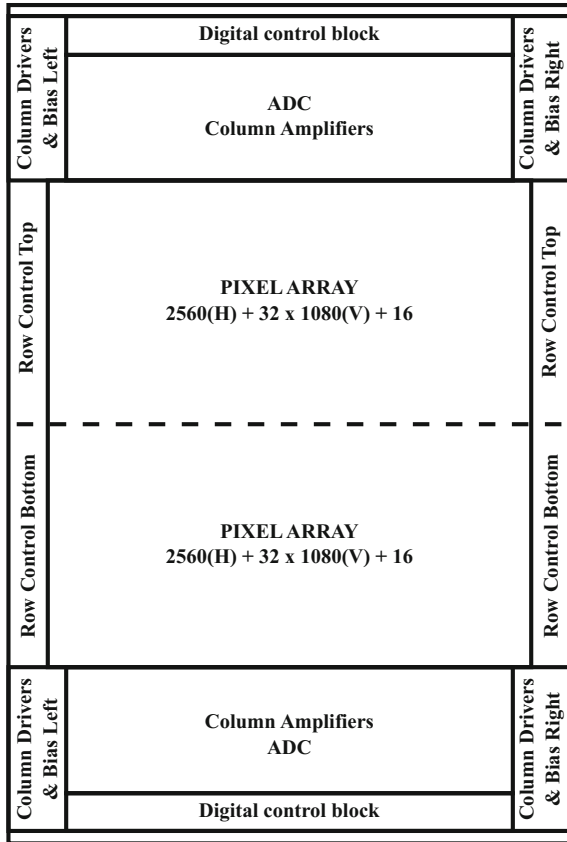 Digital control block
Column Drivers
& Bias Left
ADC
Column Amplifiers
Column Drivers
& Bias Right
Row Control Top
PIXEL ARRAY
2560(H) + 32 x 1080(V) + 16
Row Control Top
Row Control Bottom
PIXEL ARRAY
2560(H) + 32 x 1080(V) + 16
Row Control Bottom
Column Drivers
& Bias Left
Column Amplifiers
ADC
Column Drivers
& Bias Right
Digital control block